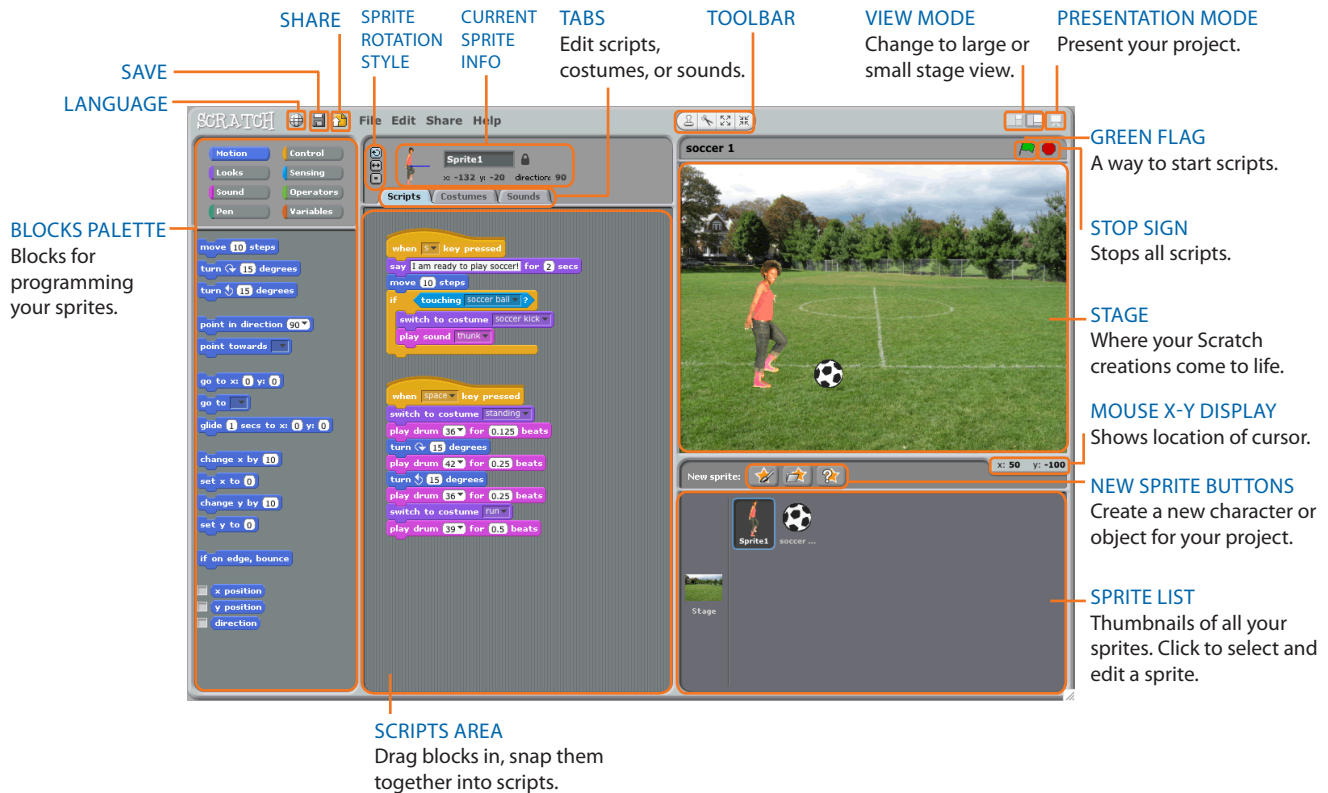 SHARE
SPRITE
ROTATION
STYLE
CURRENT
SPRITE
INFO
TABS
Edit scripts,
costumes, or sounds.
TOOLBAR
VIEW MODE
Change to large or
small stage view.
PRESENTATION MODE
Present your project.
SAVE
LANGUAGE
SCRATCH
File Edit Share Help
Motion
Control
Looks
Sensing
Sound
Operators
Pen
Variables
Sprite1
x: -132 y: -20 direction: 90
Scripts
Costumes
Sounds
soccer 1
GREEN FLAG
A way to start scripts.
STOP SIGN
Stops all scripts.
STAGE
Where your Scratch
creations come to life.
MOUSE X-Y DISPLAY
Shows location of cursor.
NEW SPRITE BUTTONS
Create a new character or
object for your project.
SPRITE LIST
Thumbnails of all your
sprites. Click to select and
edit a sprite.
BLOCKS PALETTE
Blocks for
programming
your sprites.
move 10 steps
turn 15 degrees
turn 15 degrees
point in direction 90
point towards
go to x: 0 y: 0
go to
glide 1 secs to x: 0 y: 0
change x by 10
set x to 0
change y by 10
set y to 0
if on edge, bounce
x position
y position
direction
when s key pressed
say I am ready to play soccer! for 2 secs
move 10 steps
if touching soccer ball ?
switch to costume soccer kick
play sound thunk
when space key pressed
switch to costume standing
play drum 36 for 0.125 beats
turn 15 degrees
play drum 42 for 0.25 beats
turn 15 degrees
play drum 36 for 0.25 beats
switch to costume run
play drum 39 for 0.5 beats
x: 50 y: -100
New sprite:
Sprite1
soccer ...
Stage
SCRIPTS AREA
Drag blocks in, snap them
together into scripts.